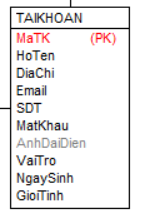 TAIKHOAN
MaTK (PK)
HoTen
DiaChi
Email
SDT
MatKhau
AnhDaiDien
VaiTro
NgaySinh
GioiTinh